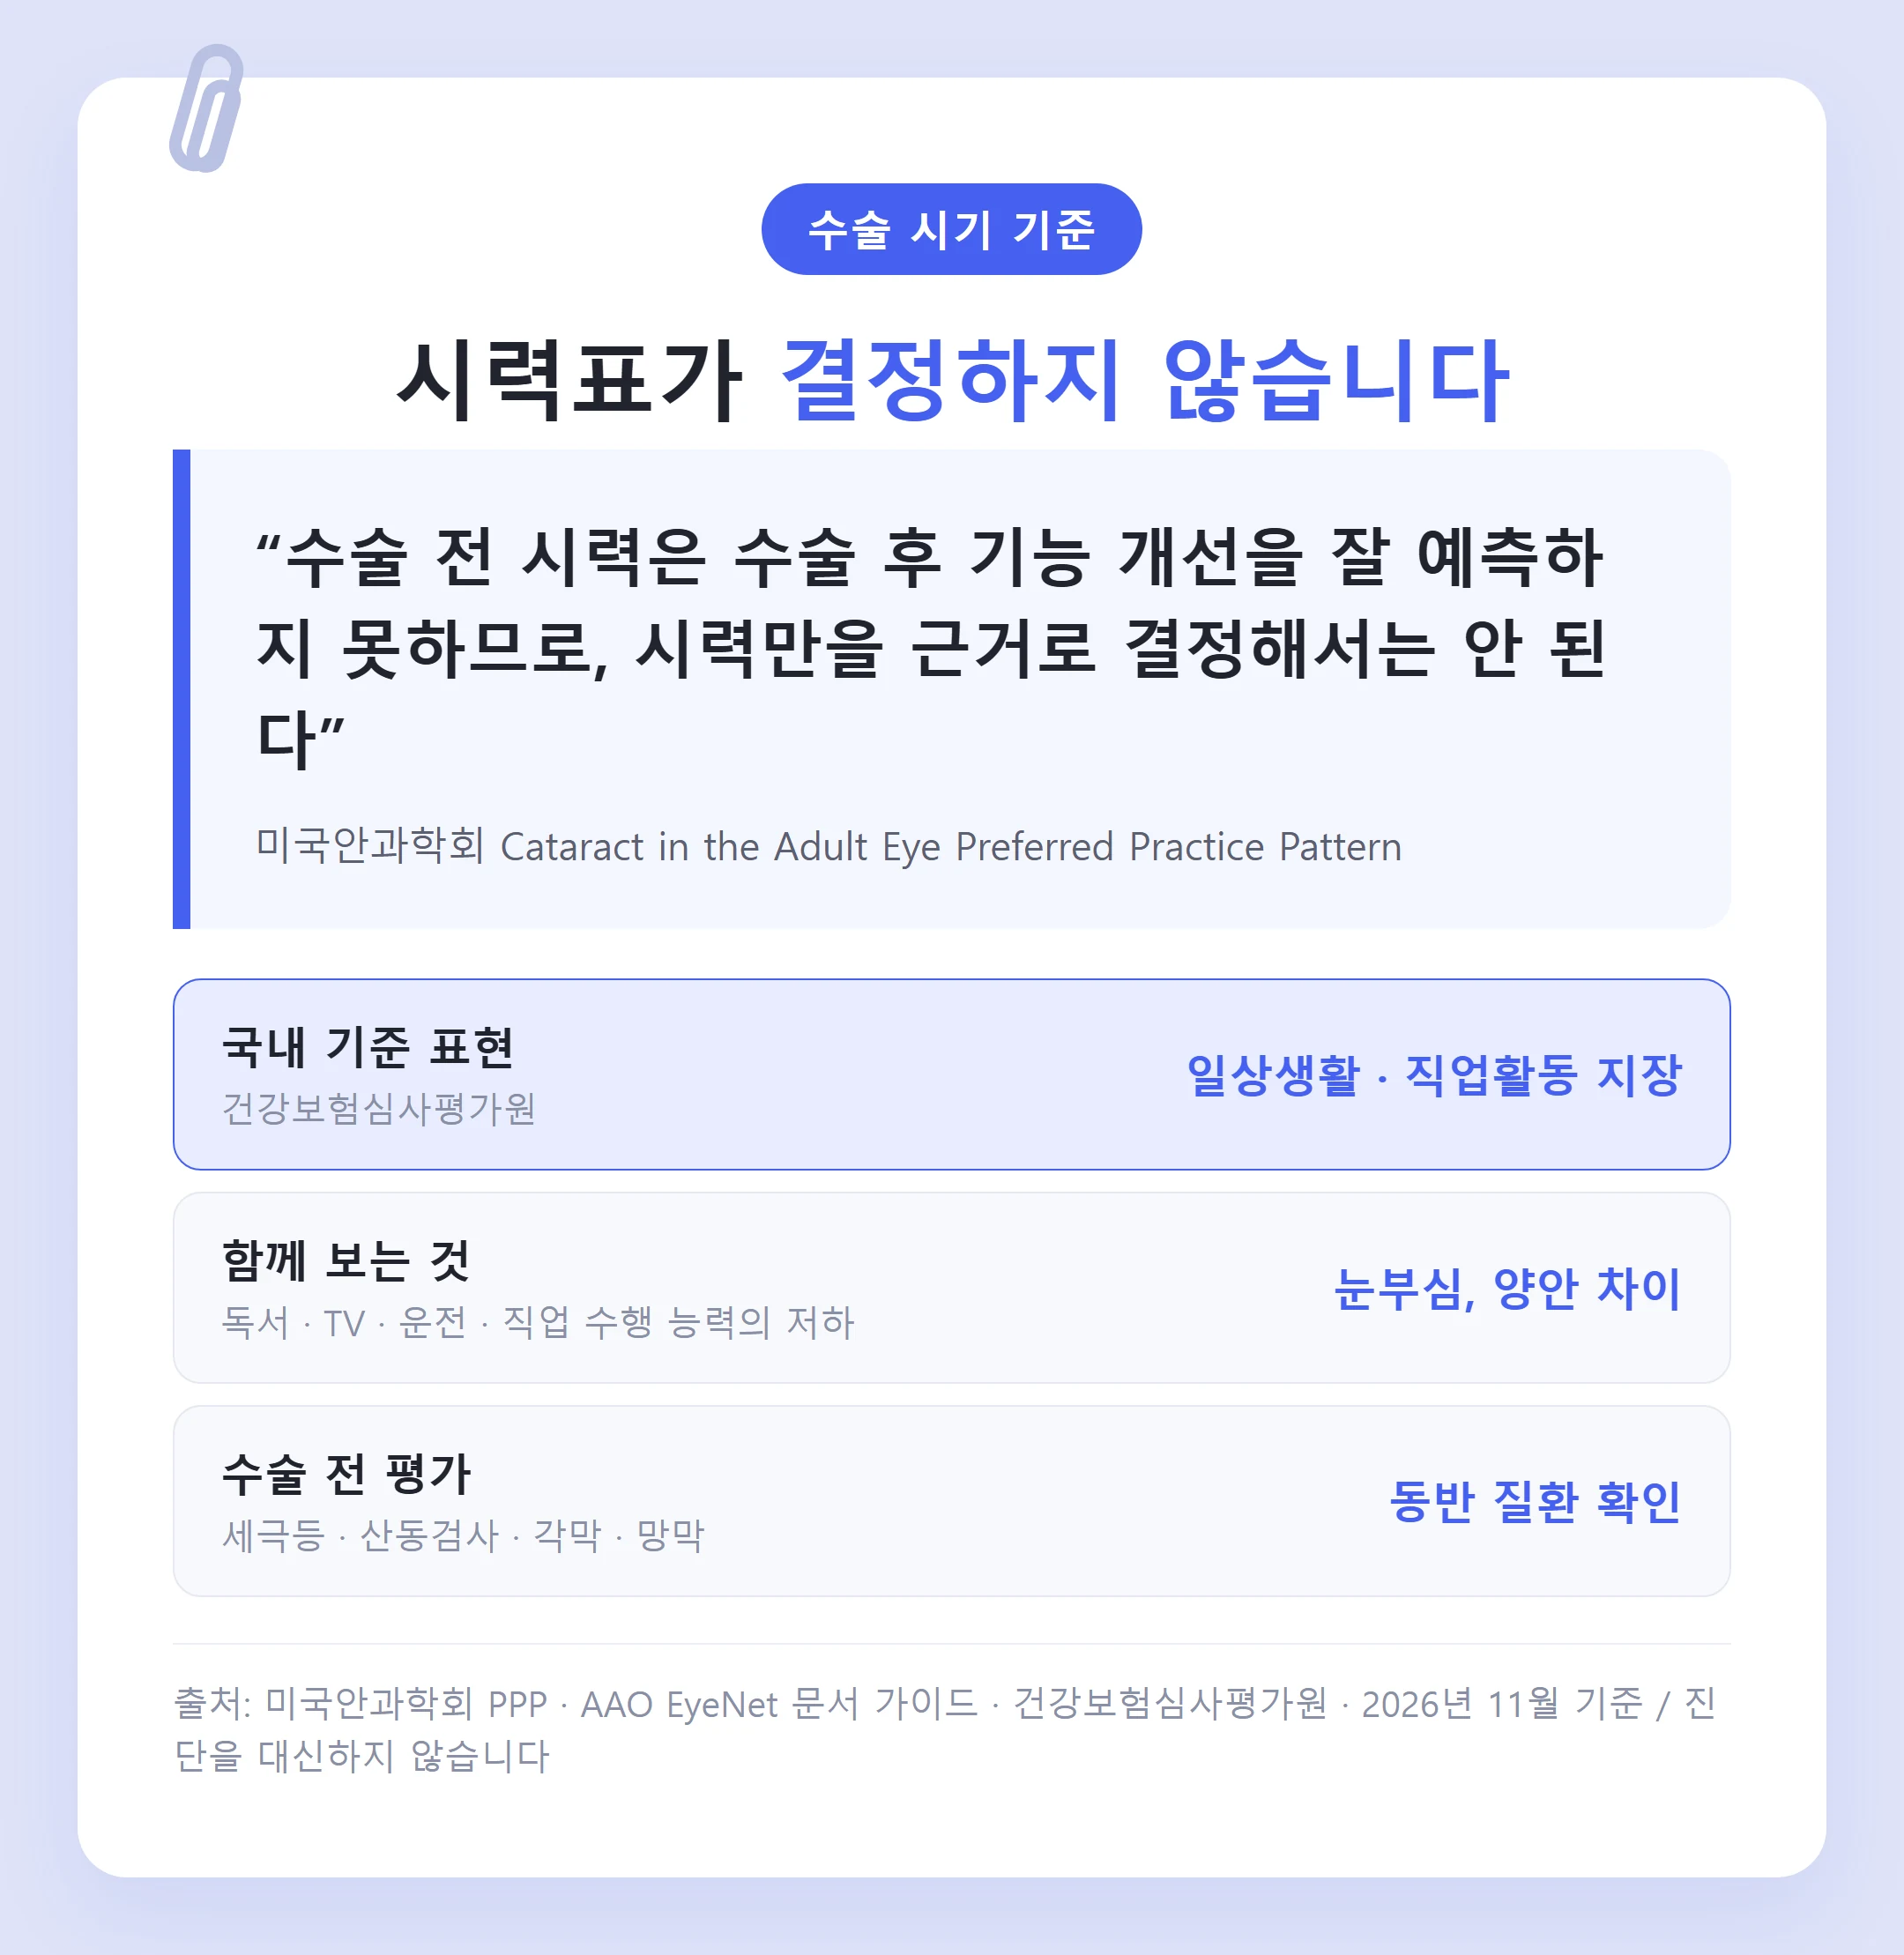 수술 시기 기준
시력표가 결정하지 않습니다
“수술 전 시력은 수술 후 기능 개선을 잘 예측하
지 못하므로, 시력만을 근거로 결정해서는 안 된
다”
미국안과학회 Cataract in the Adult Eye Preferred Practice Pattern
국내 기준 표현
건강보험심사평가원
일상생활 · 직업활동 지장
함께 보는 것
독서 · TV · 운전 · 직업 수행 능력의 저하
눈부심, 양안 차이
수술 전 평가
세극등 · 산동검사 · 각막 · 망막
동반 질환 확인
출처: 미국안과학회 PPP · AAO EyeNet 문서 가이드 · 건강보험심사평가원 · 2026년 11월 기준 / 진
단을 대신하지 않습니다